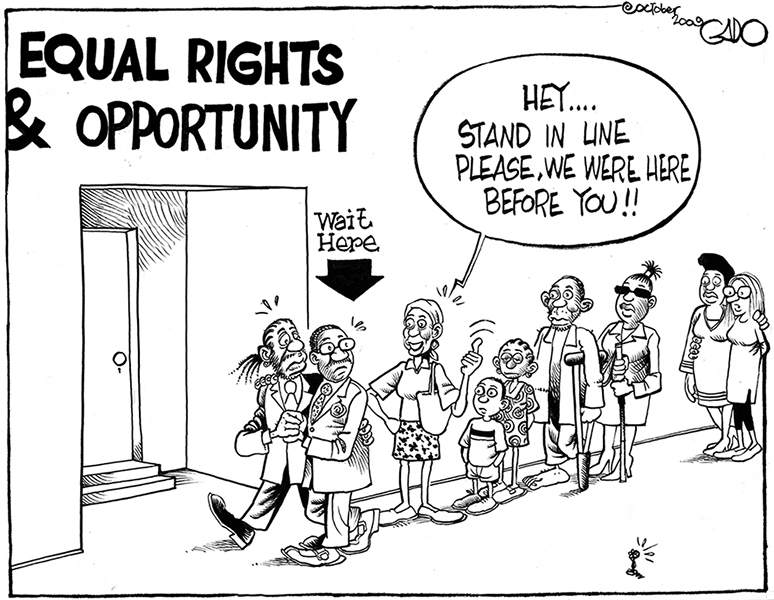 ©october
2009
GADO
EQUAL RIGHTS
& OPPORTUNITY
HEY....
STAND IN LINE
PLEASE, WE WERE HERE
BEFORE YOU!!
Wait
Here